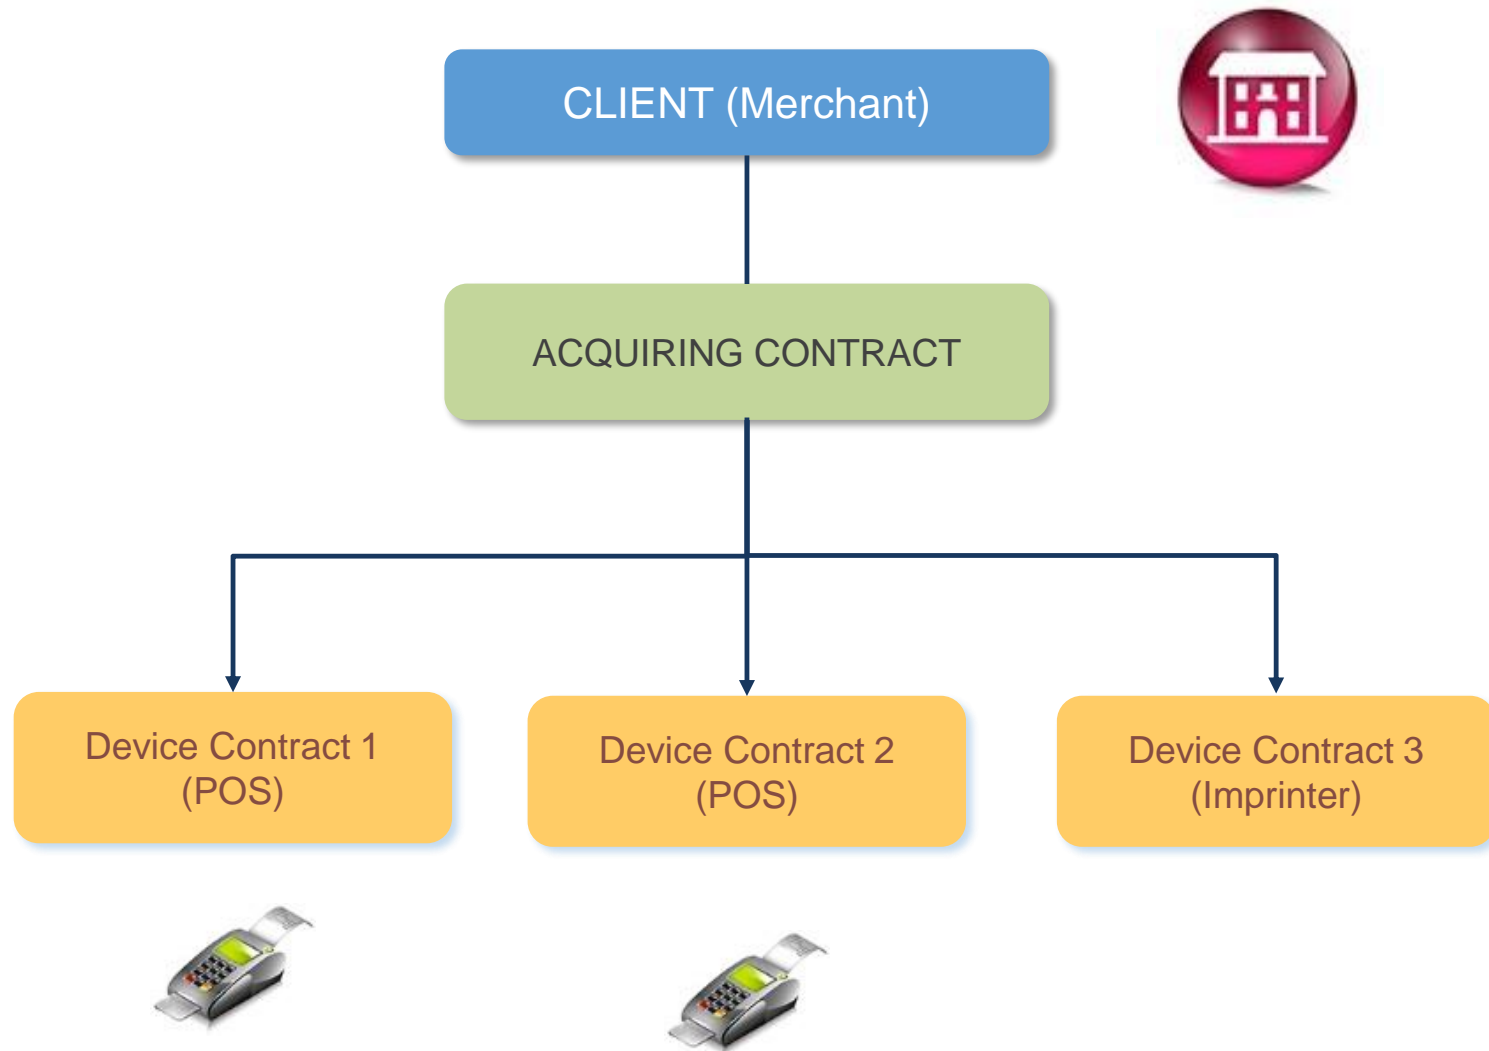 CLIENT (Merchant)
ACQUIRING CONTRACT
Device Contract 1
(POS)
Device Contract 2
(POS)
Device Contract 3
(Imprinter)